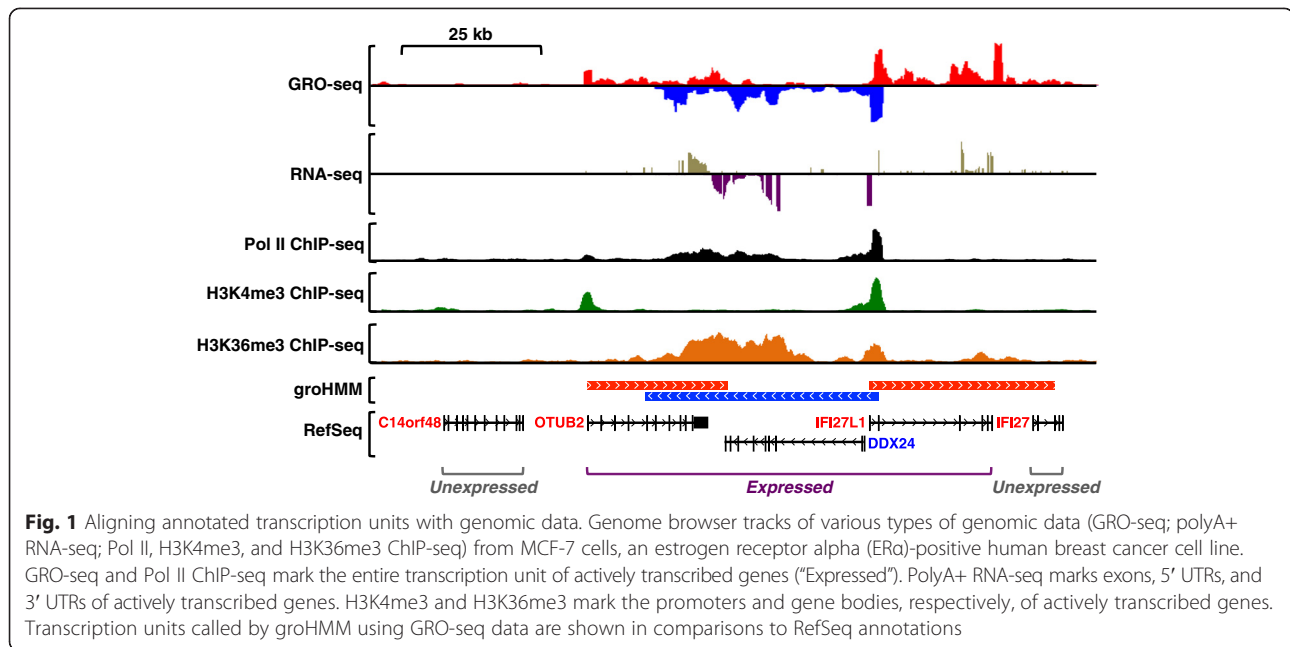 25 kb
GRO-seq
RNA-seq
Pol II ChIP-seq
H3K4me3 ChIP-seq
H3K36me3 ChIP-seq
groHMM
RefSeq
C14orf48
OTUB2
IFI27L1
IFI27
DDX24
Unexpressed
Expressed
Unexpressed
Fig. 1 Aligning annotated transcription units with genomic data. Genome browser tracks of various types of genomic data (GRO-seq; polyA+
RNA-seq; Pol II, H3K4me3, and H3K36me3 ChIP-seq) from MCF-7 cells, an estrogen receptor alpha (ERα)-positive human breast cancer cell line.
GRO-seq and Pol II ChIP-seq mark the entire transcription unit of actively transcribed genes (“Expressed”). PolyA+ RNA-seq marks exons, 5′ UTRs, and
3′ UTRs of actively transcribed genes. H3K4me3 and H3K36me3 mark the promoters and gene bodies, respectively, of actively transcribed genes.
Transcription units called by groHMM using GRO-seq data are shown in comparisons to RefSeq annotations